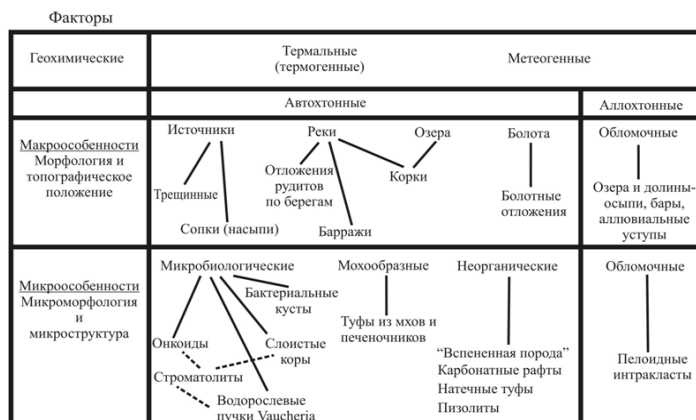 Факторы
Геохимические
Термальные
(термогенные)
Метеогенные
Автохтонные
Аллохтонные
Макроособенности
Морфология и
топографическое
положение
Источники
Реки
Озера
Болота
Обломочные
Трещинные
Сопки (насыпи)
Отложения
рудитов
по берегам
Барражи
Корки
Болотные
отложения
Озера и долины-
осыпи, бары,
аллювиальные
уступы
Микроособенности
Микроморфология
и
микроструктура
Микробиологические
Мохообразные
Неорганические
Обломочные
Бактериальные
кусты
Онкоиды
Слоистые
коры
Строматолиты
Водорослевые
пучки Vaucheria
Туфы из мхов и
печеночников
“Вспененная порода”
Карбонатные рафты
Натечные туфы
Пизолиты
Пелоидные
интракласты